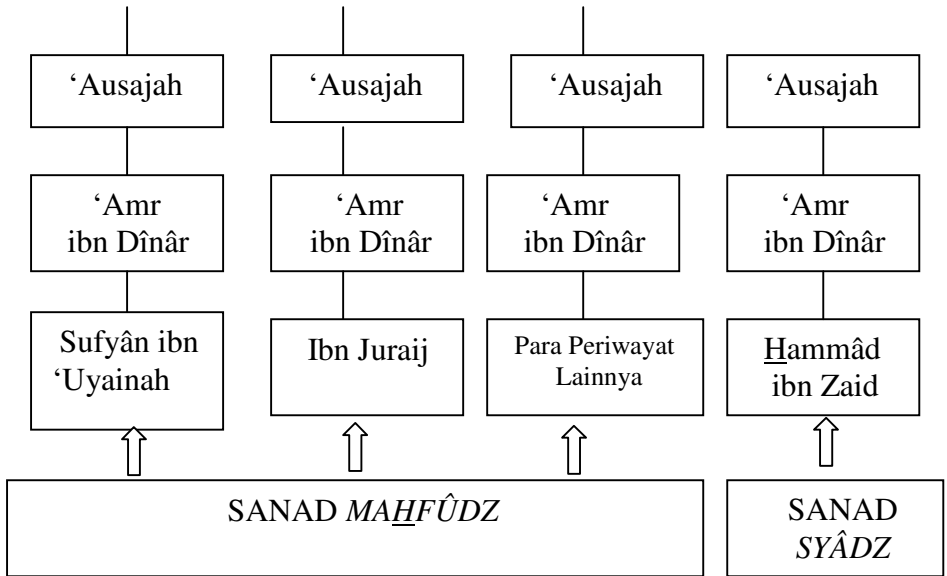 ‘Ausajah
‘Ausajah
‘Ausajah
‘Ausajah
‘Amr
ibn Dînâr
‘Amr
ibn Dînâr
‘Amr
ibn Dînâr
‘Amr
ibn Dînâr
Sufyân ibn
‘Uyainah
Ibn Juraij
Para Periwayat
Lainnya
Hammâd
ibn Zaid
SANAD MAHFÛDZ
SANAD
SYÂDZ